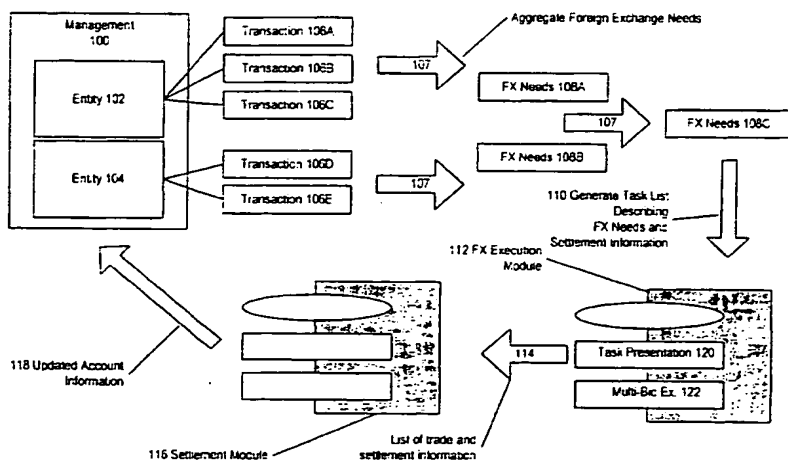 Management
100
Entity 102
Entity 104
Transaction 106A
Transaction 106B
Transaction 106C
Transaction 106D
Transaction 106E
107
107
Aggregate Foreign Exchange Needs
FX Needs 108A
FX Needs 108B
107
FX Needs 108C
110 Generate Task List
Describing
FX Needs and
Settlement Information
112 FX Execution
Module
Task Presentation 120
Multi-Bic Ex. 122
114
List of trade and
settlement information
116 Settlement Module
118 Updated Account
Information